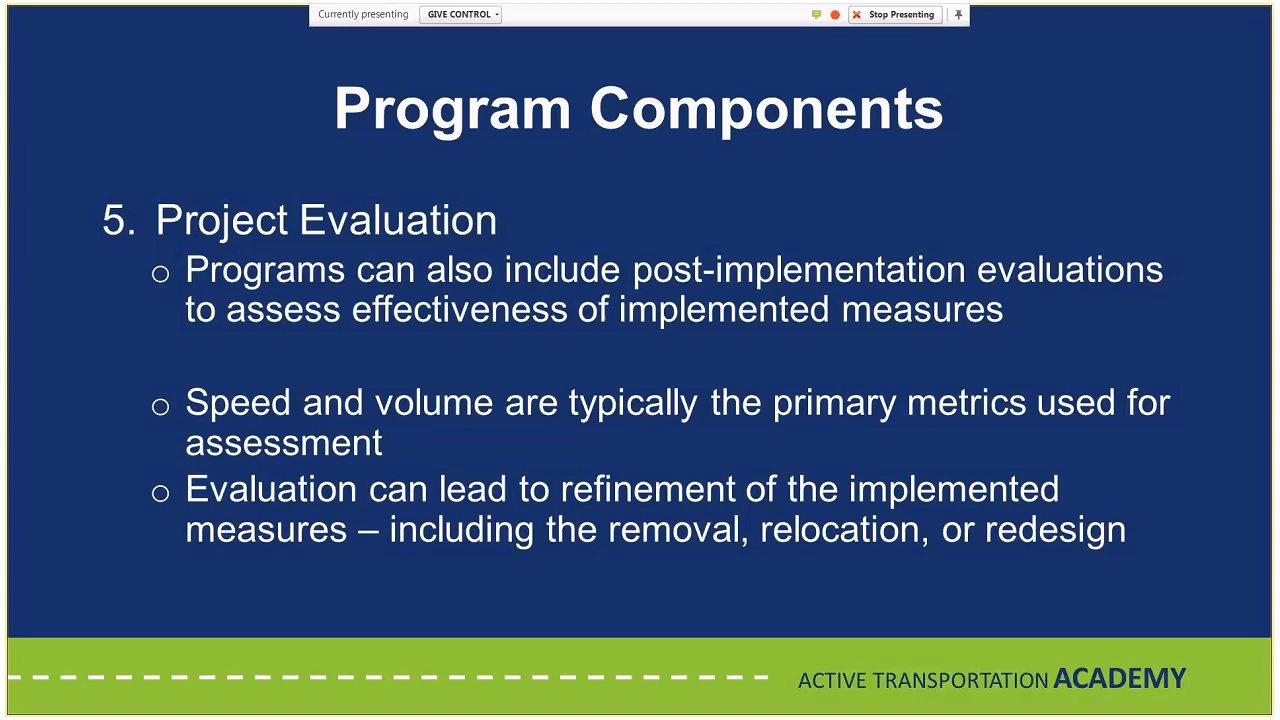 Currently presenting GIVE CONTROL Stop Presenting
Program Components
5. Project Evaluation
o Programs can also include post-implementation evaluations
to assess effectiveness of implemented measures
o Speed and volume are typically the primary metrics used for
assessment
o Evaluation can lead to refinement of the implemented
measures – including the removal, relocation, or redesign
ACTIVE TRANSPORTATION ACADEMY